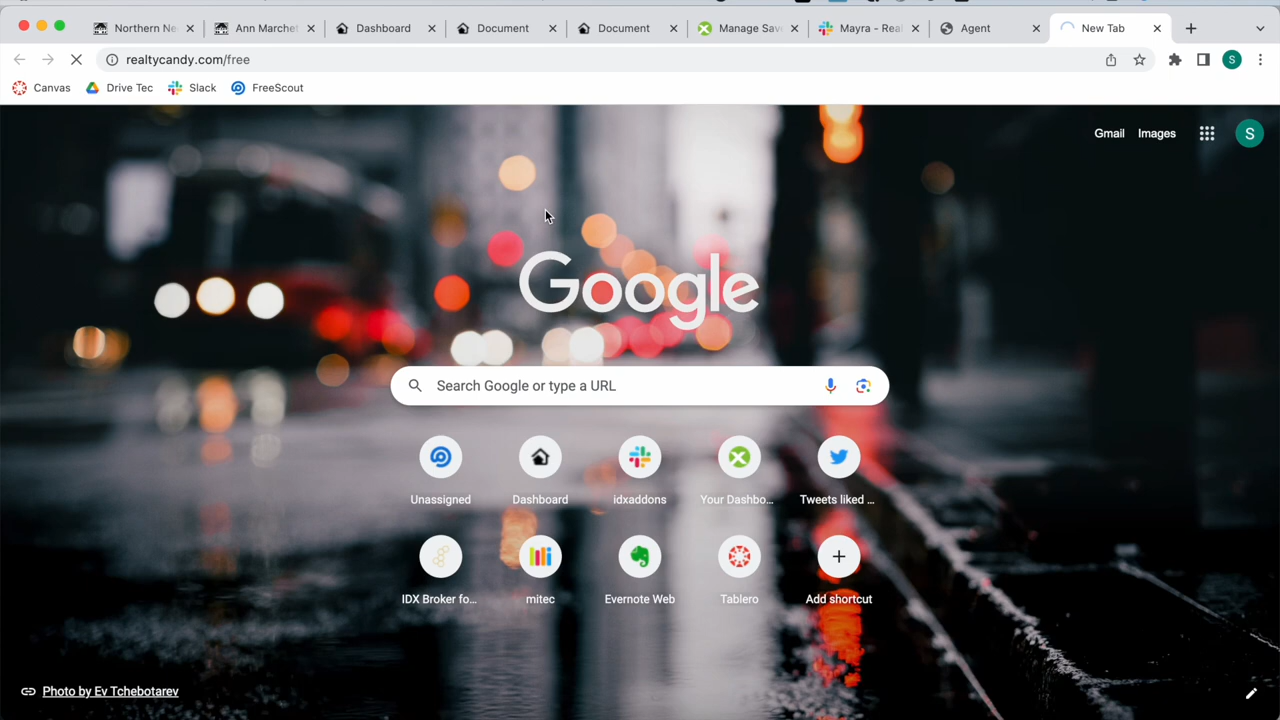 Northern Ne
Ann Marchet
Dashboard
Document
Document
Manage Save
Mayra - Real
Agent
New Tab
realtycandy.com/free
S
Canvas
Drive Tec
Slack
FreeScout
Gmail
Images
S
Google
Search Google or type a URL
Unassigned
Dashboard
idxaddons
Your Dashbo...
Tweets liked ...
IDX Broker fo...
mitec
Evernote Web
Tablero
Add shortcut
Photo by Ev Tchebotarev